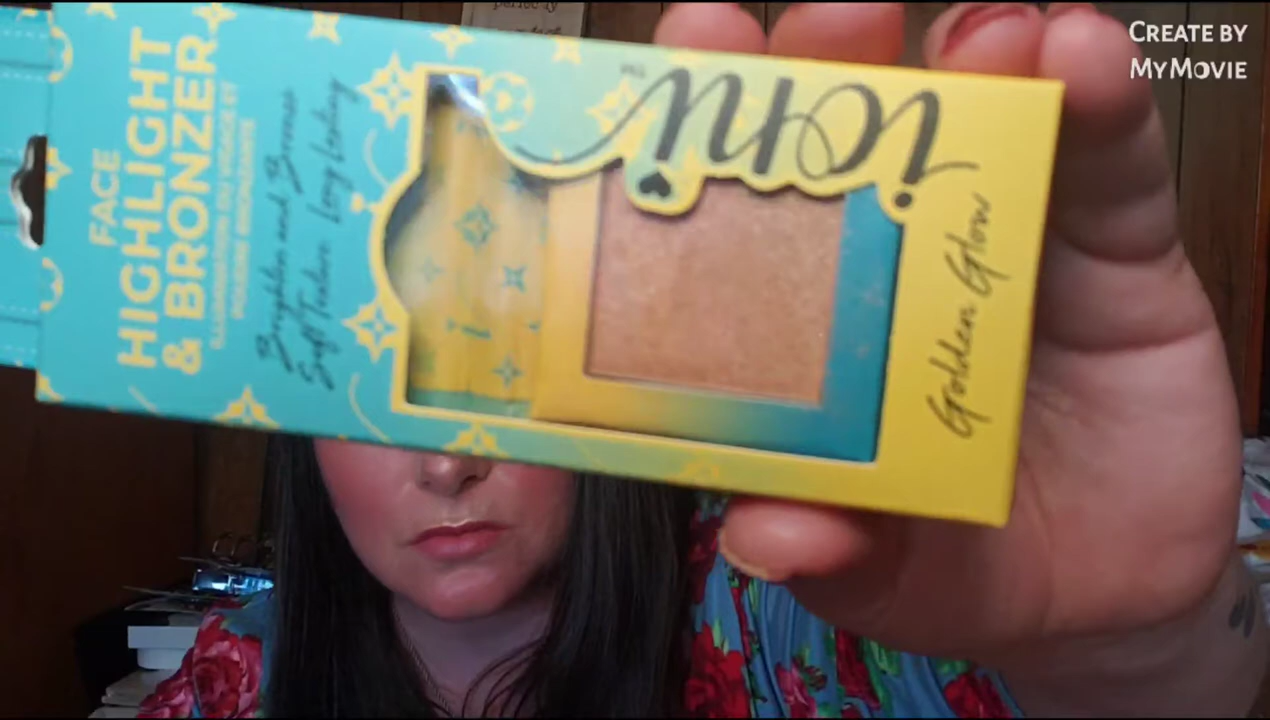 CREATE BY
MYMOVIE
FACE
HIGHLIGHT
& BRONZER
ILLUMINATEUR DU VISAGE ET
POUDRE BRONZANTE
Brighten and Bronze
Soft Texture Long Lasting
Golden Glow